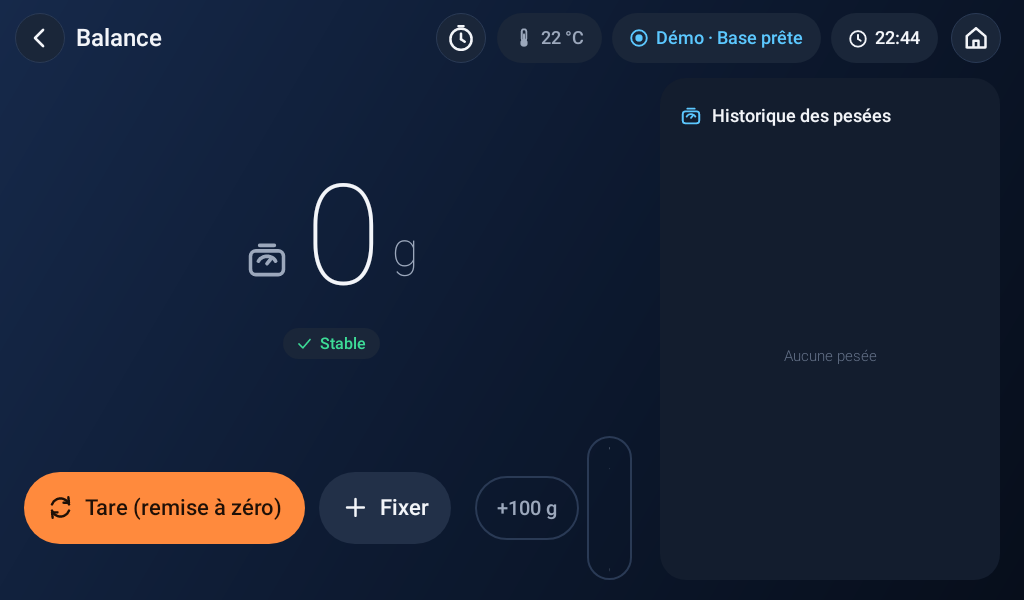 Balance
22 °C
Démo · Base prête
22:44
Historique des pesées
0 g
Stable
Aucune pesée
Tare (remise à zéro)
Fixer
+100 g